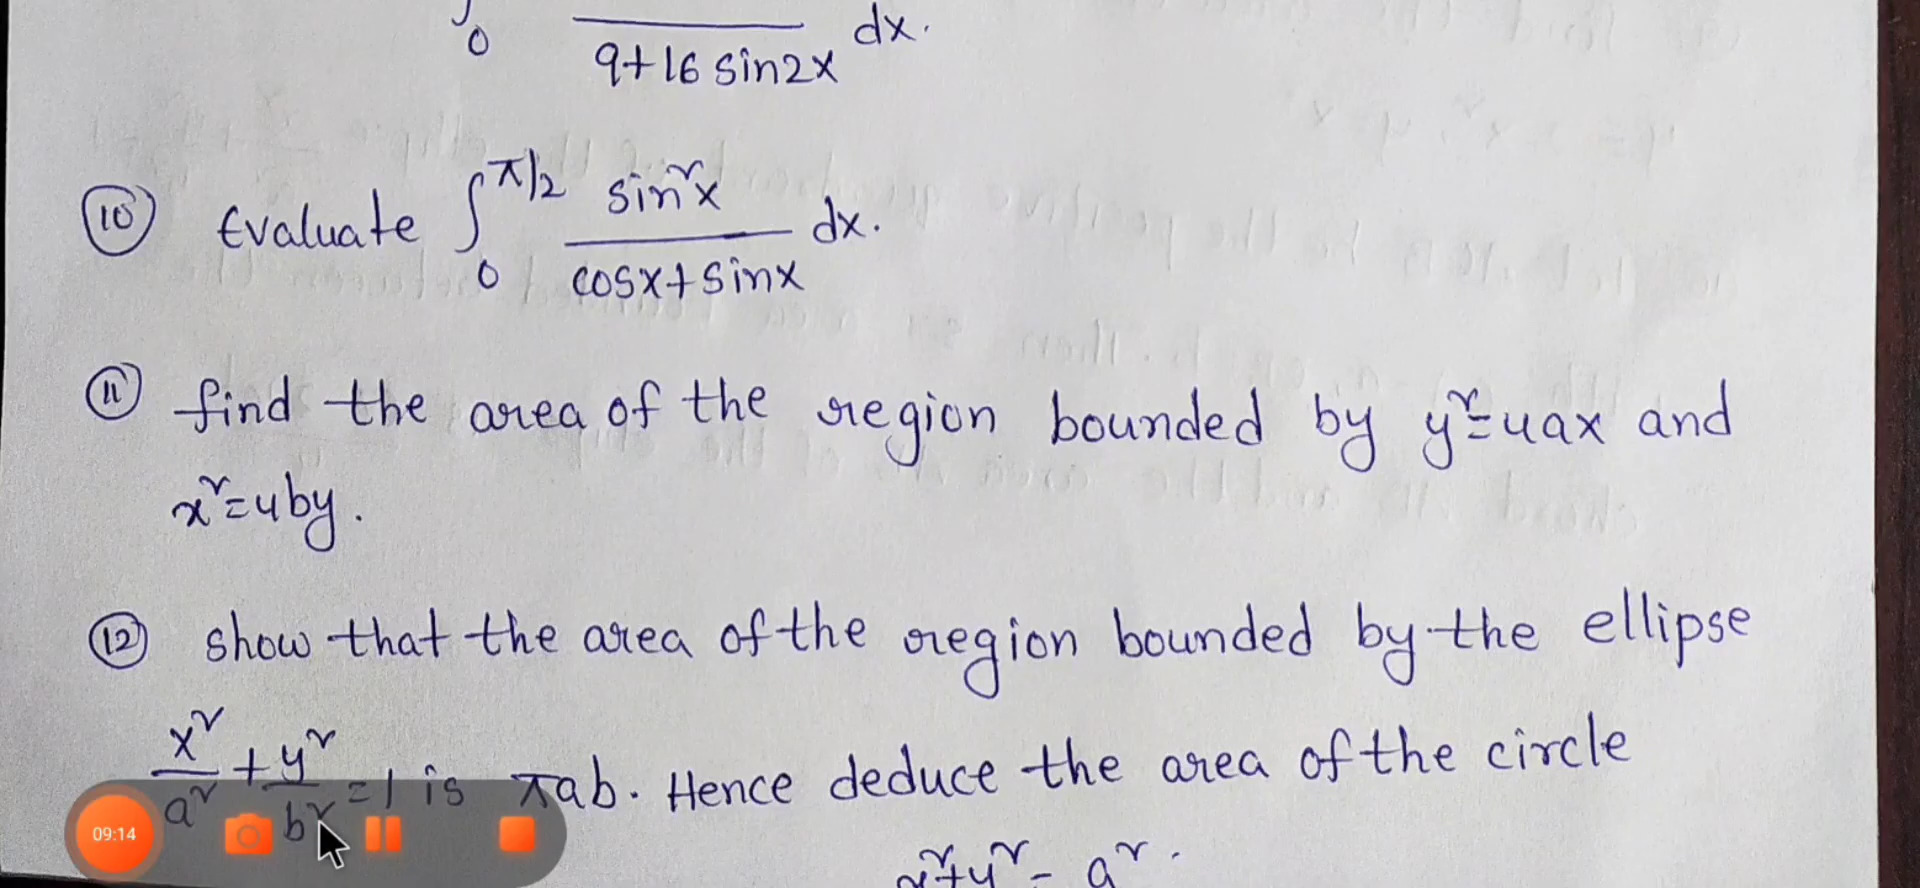 ∫₀ ――― dx.
9+16 sin2x
⑩ Evaluate ∫₀^π/2 sin²x / cosx+sinx dx.
⑪ find the area of the region bounded by y²=4ax and
x²=4by.
⑫ show that the area of the region bounded by the ellipse
x²/a² + y²/b² =1 is πab. Hence deduce the area of the circle
x²+y²= a².
09:14